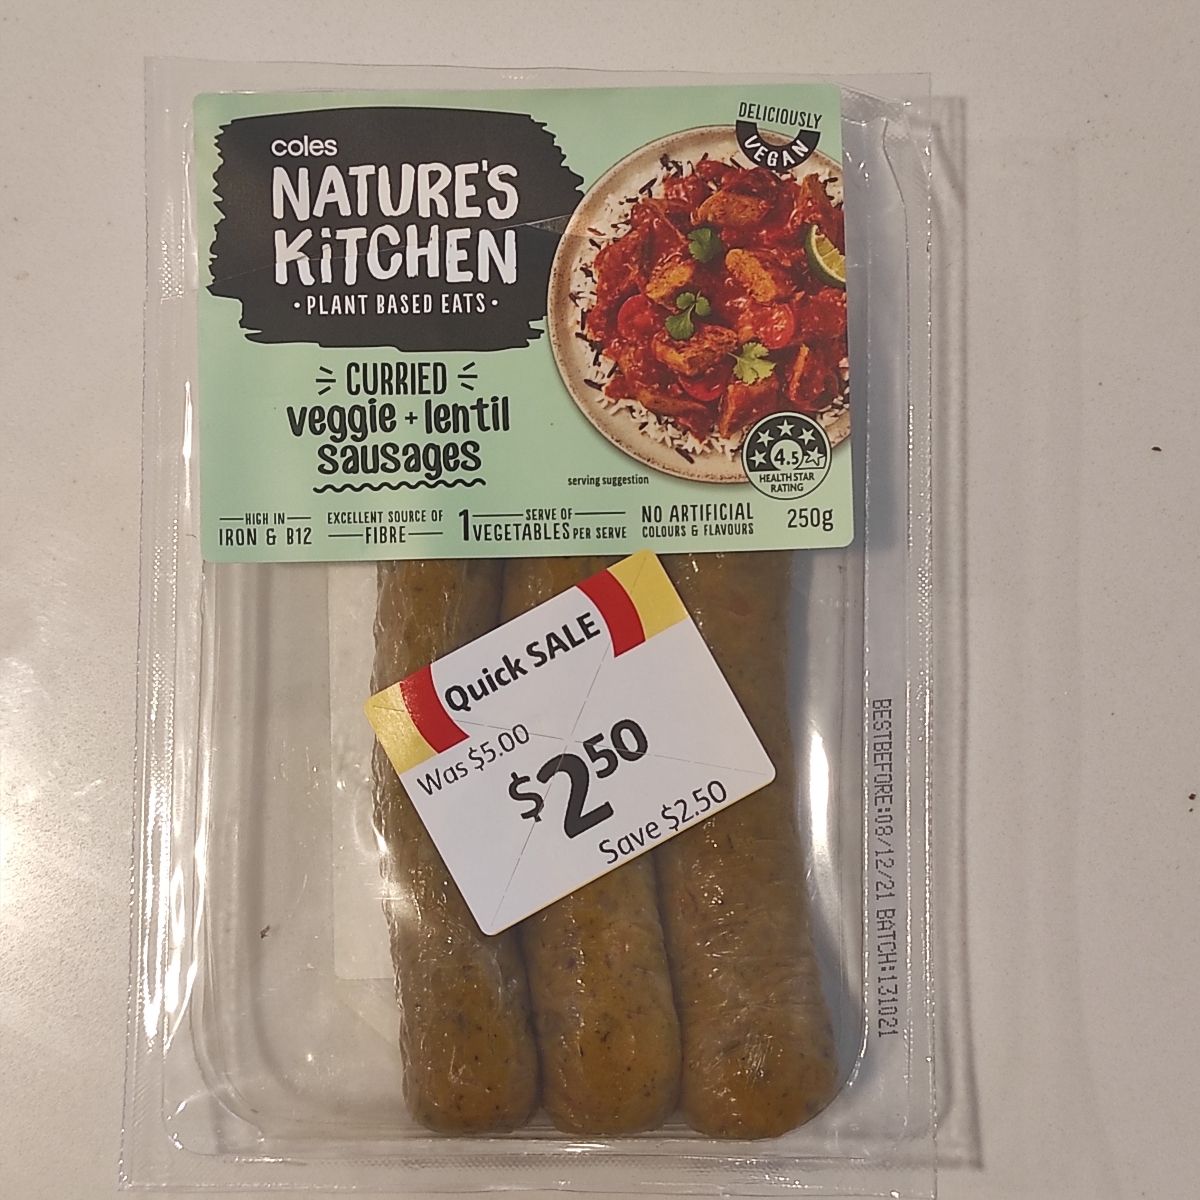 coles
NATURE'S
KiTCHEN
• PLANT BASED EATS •
DELICIOUSLY
VEGAN
CURRIED
veggie + lentil
sausages
serving suggestion
4.5
HEALTH STAR
RATING
HIGH IN
IRON & B12
EXCELLENT SOURCE OF
FIBRE
1 SERVE OF
VEGETABLES PER SERVE
NO ARTIFICIAL
COLOURS & FLAVOURS
250g
Quick SALE
Was $5.00
$2 50
Save $2.50
BESTBEFORE:08/12/21 BATCH:131021